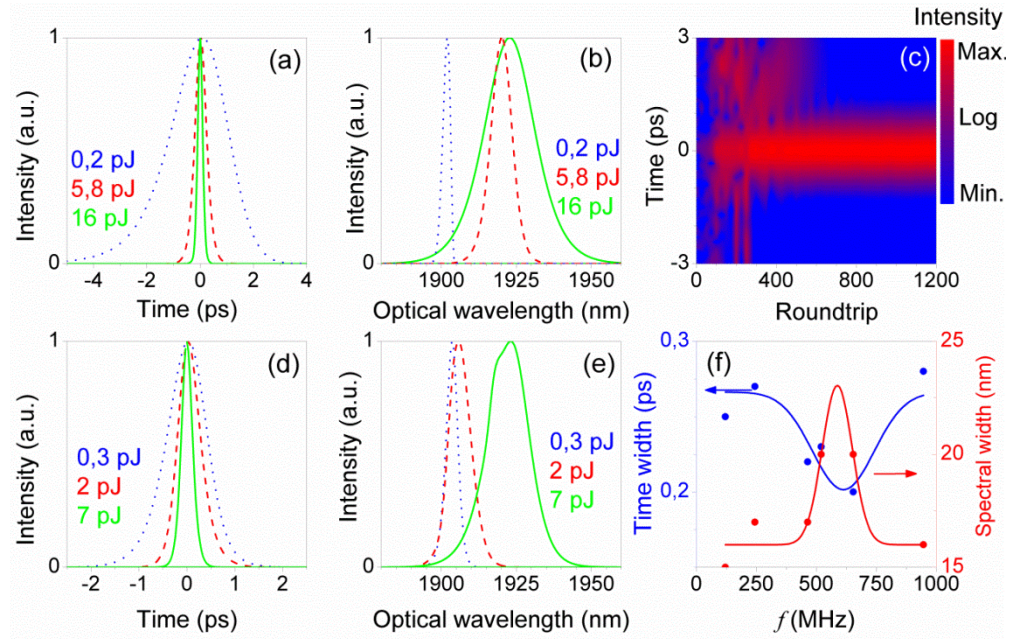 1
(a)
Intensity (a.u.)
0,2 pJ
5,8 pJ
16 pJ
0
-4
-2
0
2
4
Time (ps)
1
(b)
Intensity (a.u.)
0,2 pJ
5,8 pJ
16 pJ
0
1900
1925
1950
Optical wavelength (nm)
Intensity
3
(c)
Max.
Time (ps)
0
Log
Min.
-3
0
400
800
1200
Roundtrip
1
(d)
Intensity (a.u.)
0,3 pJ
2 pJ
7 pJ
0
-2
0
2
Time (ps)
1
(e)
Intensity (a.u.)
0,3 pJ
2 pJ
7 pJ
0
1900
1925
1950
Optical wavelength (nm)
0,3
(f)
25
Time width (ps)
20
Spectral width (nm)
0,2
15
0
250
500
750
1000
f (MHz)